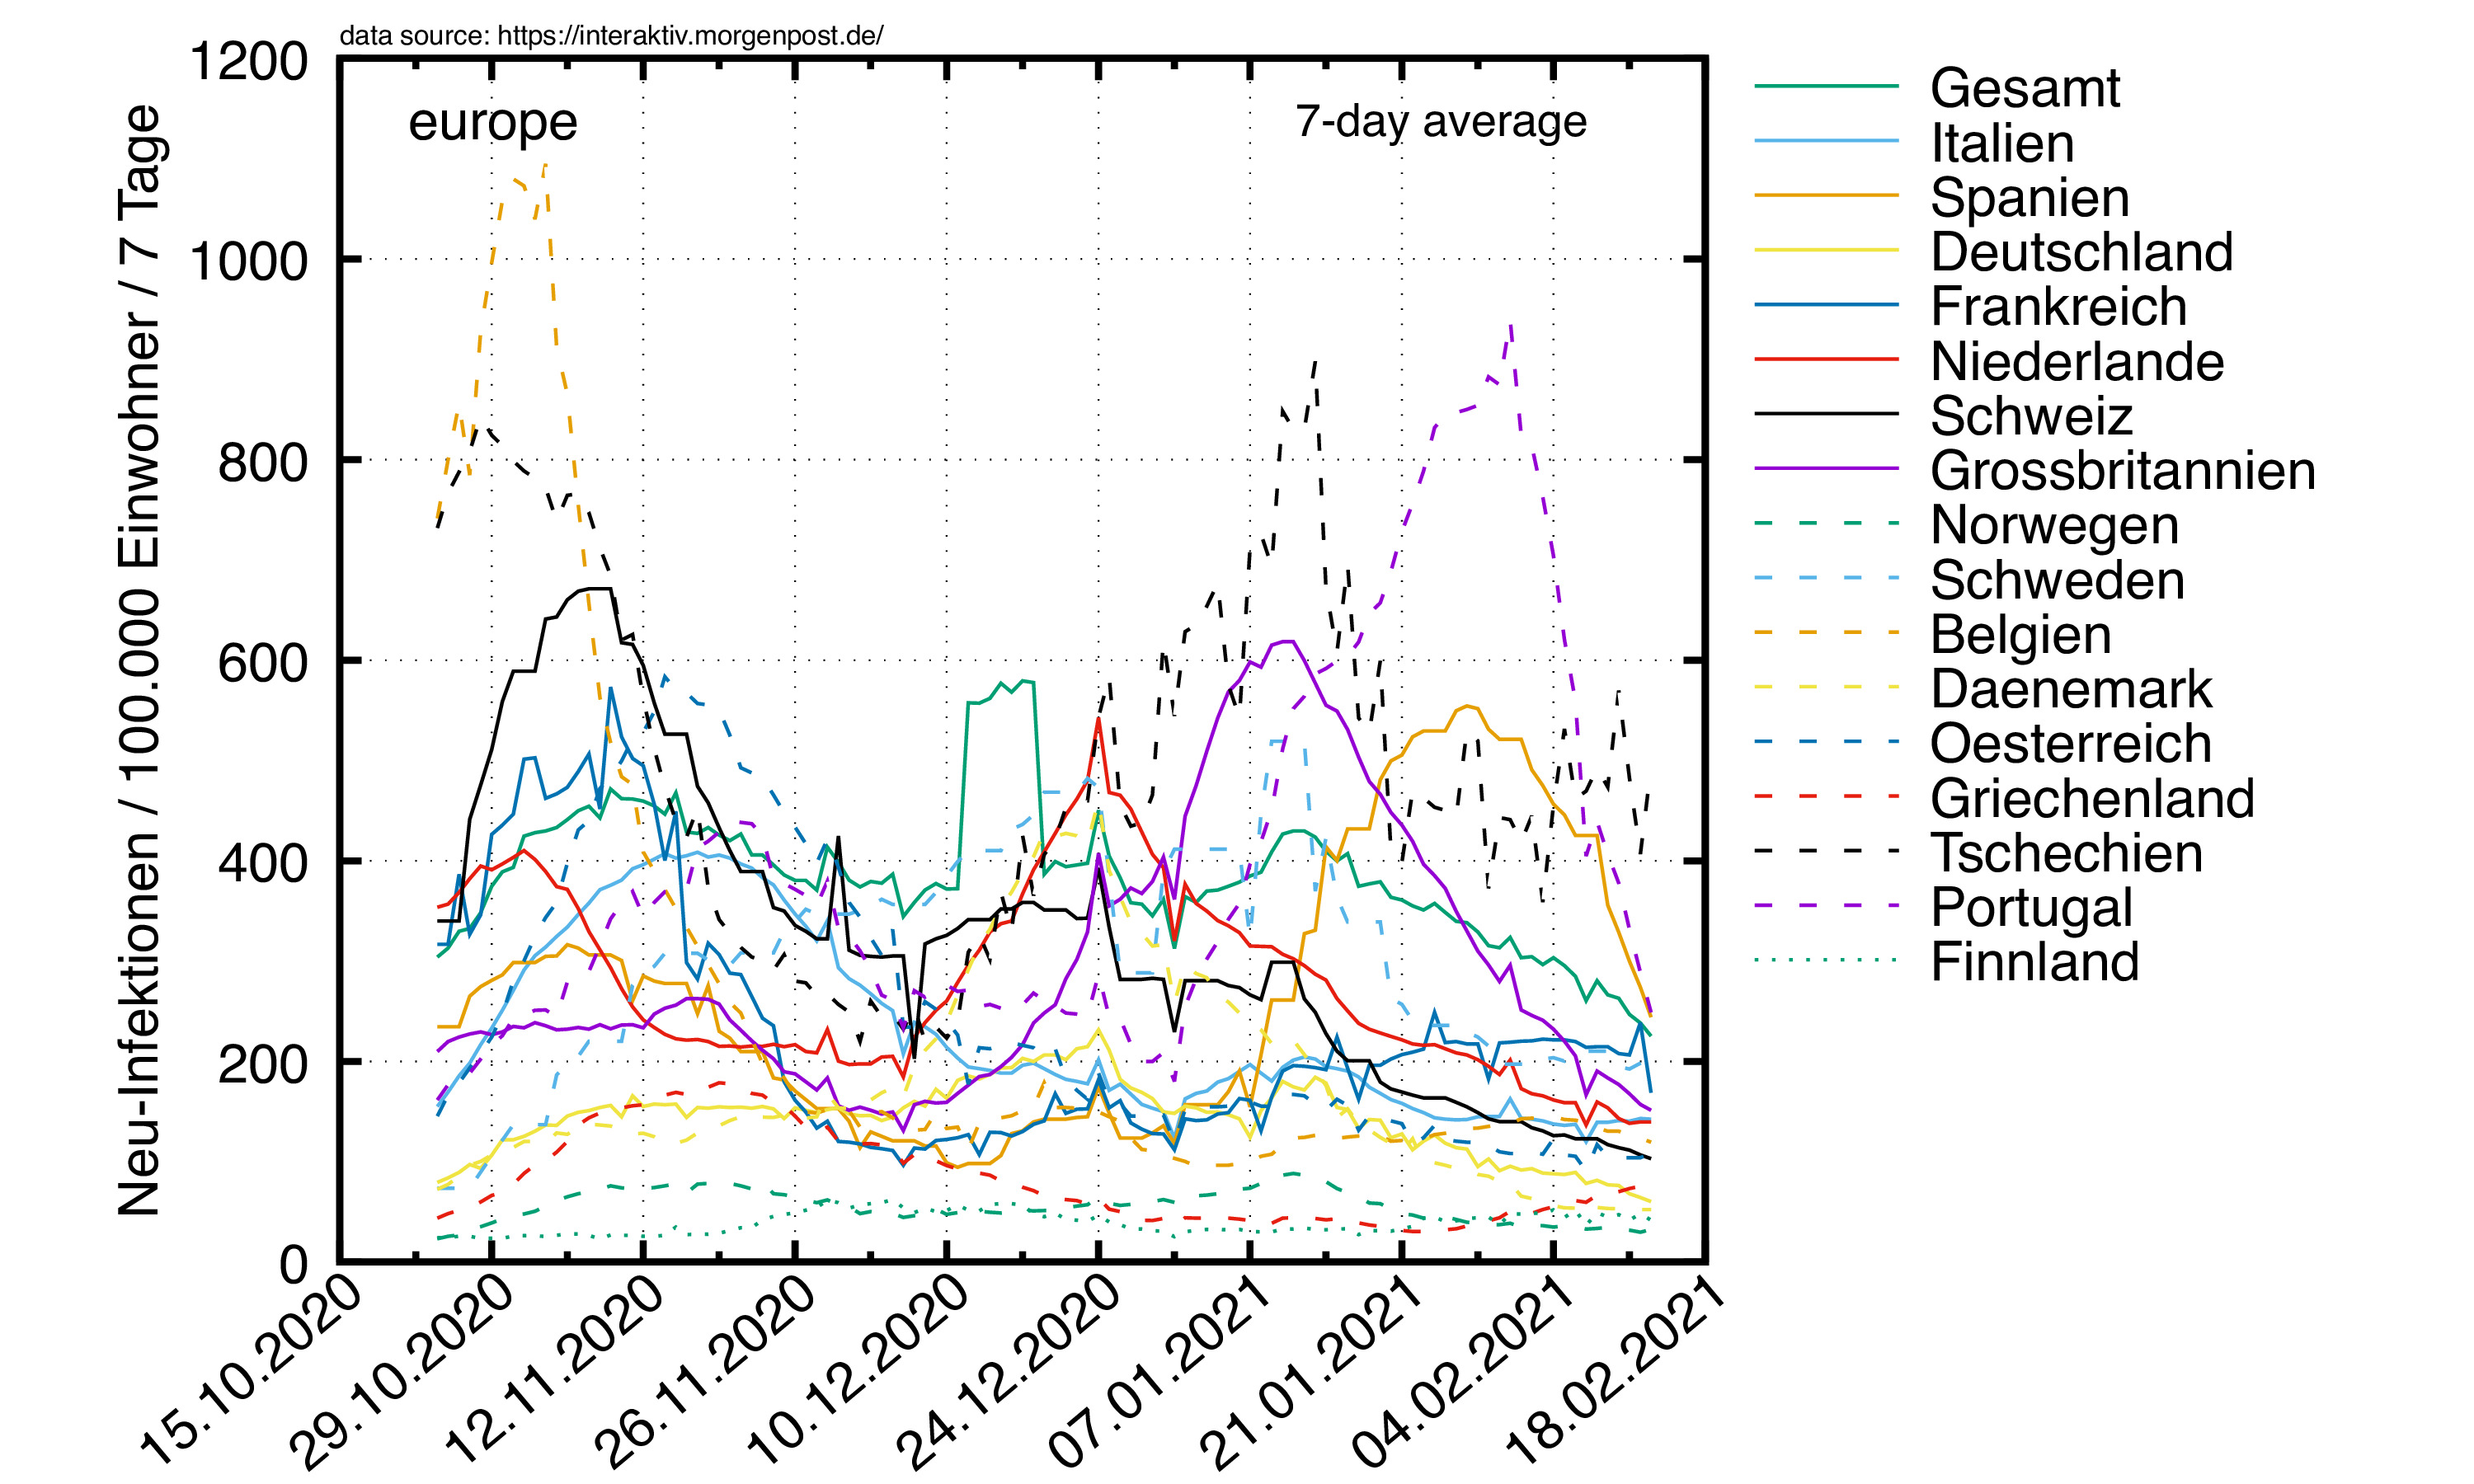 data source: https://interaktiv.morgenpost.de/
europe
7-day average
Neu-Infektionen / 100.000 Einwohner / 7 Tage
1200
1000
800
600
400
200
0
15.10.2020
29.10.2020
12.11.2020
26.11.2020
10.12.2020
24.12.2020
07.01.2021
21.01.2021
04.02.2021
18.02.2021
Gesamt
Italien
Spanien
Deutschland
Frankreich
Niederlande
Schweiz
Grossbritannien
Norwegen
Schweden
Belgien
Daenemark
Oesterreich
Griechenland
Tschechien
Portugal
Finnland